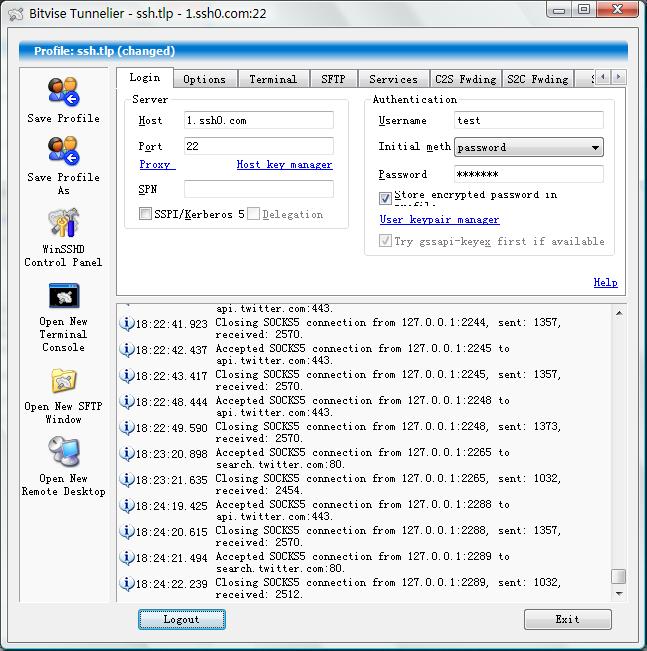 Bitvise Tunnelier - ssh.tlp - 1.ssh0.com:22
Profile: ssh.tlp (changed)
Save Profile
Save Profile
As
WinSSHD
Control Panel
Open New
Terminal
Console
Open New SFTP
Window
Open New
Remote Desktop
Login
Options
Terminal
SFTP
Services
C2S Fwding
S2C Fwding
Server
Host
1.ssh0.com
Port
22
Proxy
Host key manager
SPN
SSPI/Kerberos 5
Delegation
Authentication
Username
test
Initial meth
password
Password
*******
Store encrypted password in
User keypair manager
Try gssapi-keyex first if available
Help
api.twitter.com:443.
18:22:41.923 Closing SOCKS5 connection from 127.0.0.1:2244, sent: 1357,
received: 2570.
18:22:42.437 Accepted SOCKS5 connection from 127.0.0.1:2245 to
api.twitter.com:443.
18:22:43.417 Closing SOCKS5 connection from 127.0.0.1:2245, sent: 1357,
received: 2570.
18:22:48.444 Accepted SOCKS5 connection from 127.0.0.1:2248 to
api.twitter.com:443.
18:22:49.590 Closing SOCKS5 connection from 127.0.0.1:2248, sent: 1373,
received: 2570.
18:23:20.898 Accepted SOCKS5 connection from 127.0.0.1:2265 to
search.twitter.com:80.
18:23:21.635 Closing SOCKS5 connection from 127.0.0.1:2265, sent: 1032,
received: 2454.
18:24:19.425 Accepted SOCKS5 connection from 127.0.0.1:2288 to
api.twitter.com:443.
18:24:20.615 Closing SOCKS5 connection from 127.0.0.1:2288, sent: 1357,
received: 2570.
18:24:21.494 Accepted SOCKS5 connection from 127.0.0.1:2289 to
search.twitter.com:80.
18:24:22.239 Closing SOCKS5 connection from 127.0.0.1:2289, sent: 1032,
received: 2512.
Logout
Exit